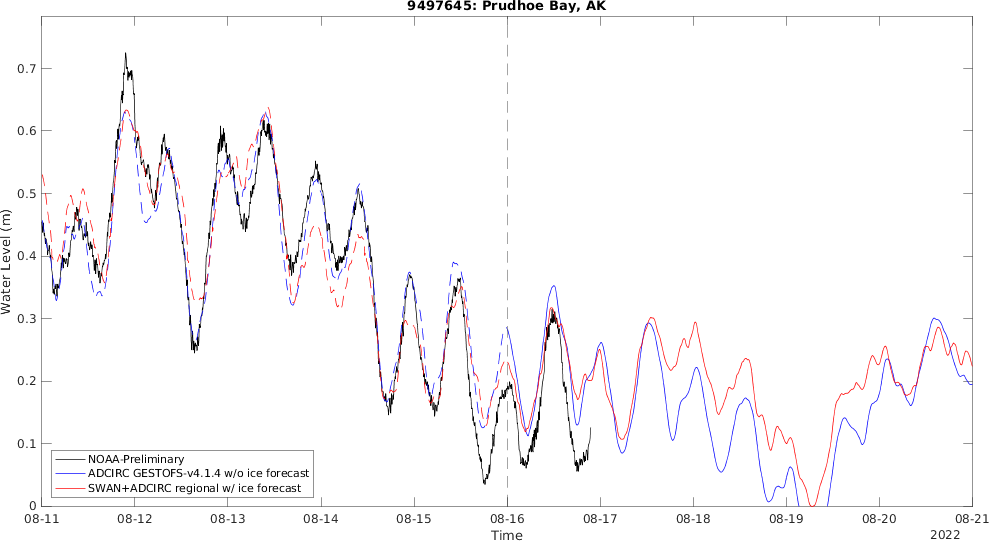 9497645: Prudhoe Bay, AK
Water Level (m)
0.7
0.6
0.5
0.4
0.3
0.2
0.1
0
NOAA-Preliminary
ADCIRC GESTOFS-v4.1.4 w/o ice forecast
SWAN+ADCIRC regional w/ ice forecast
08-11 08-12 08-13 08-14 08-15 08-16 08-17 08-18 08-19 08-20 08-21
Time 2022